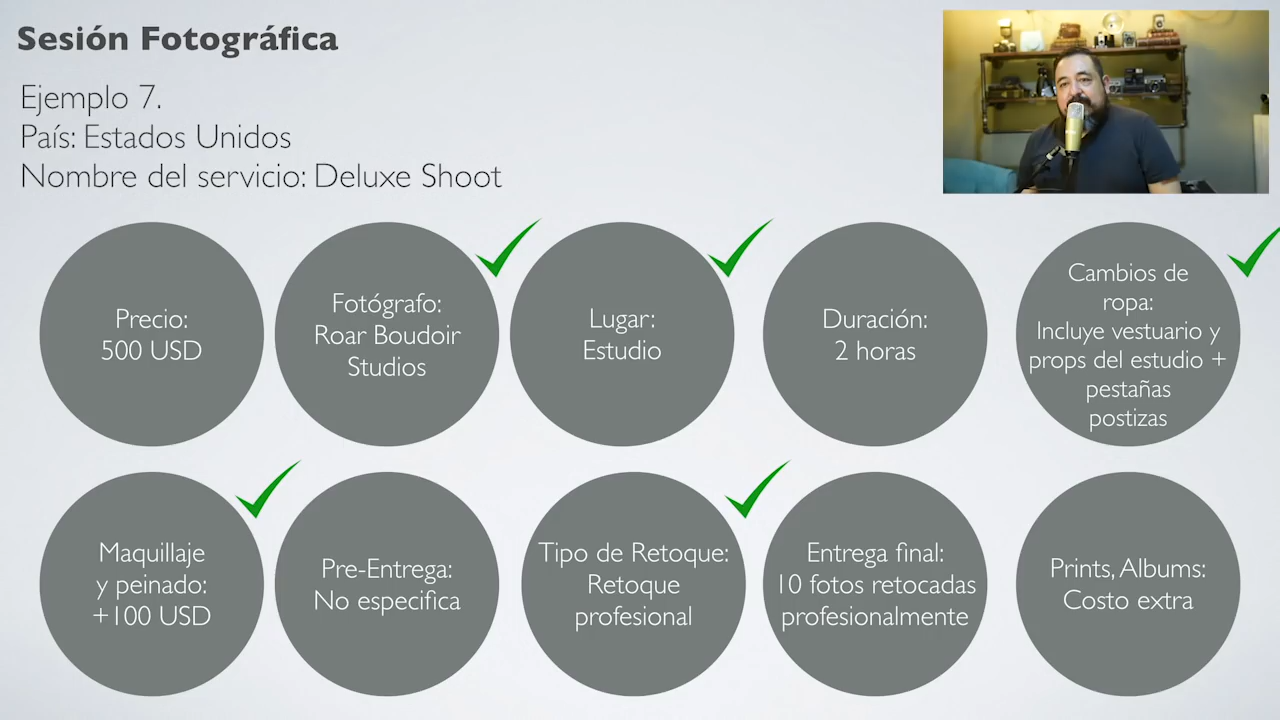 Sesión Fotográfica
Ejemplo 7.
País: Estados Unidos
Nombre del servicio: Deluxe Shoot
Precio:
500 USD
Fotógrafo:
Roar Boudoir
Studios
Lugar:
Estudio
Duración:
2 horas
Cambios de
ropa:
Incluye vestuario y
props del estudio +
pestañas
postizas
Maquillaje
y peinado:
+100 USD
Pre-Entrega:
No especifica
Tipo de Retoque:
Retoque
profesional
Entrega final:
10 fotos retocadas
profesionalmente
Prints, Albums:
Costo extra